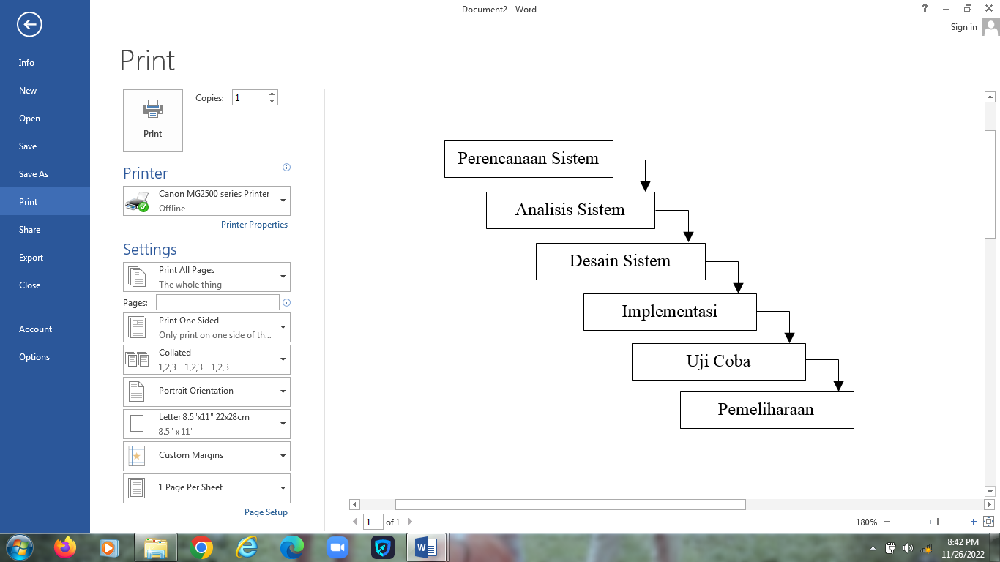 Document2 - Word
?
Sign in
Info
New
Open
Save
Save As
Print
Share
Export
Close
Account
Options
Print
Print
Copies:
1
Printer
Canon MG2500 series Printer
Offline
Printer Properties
Settings
Print All Pages
The whole thing
Pages:
Print One Sided
Only print on one side of th...
Collated
1,2,3 1,2,3 1,2,3
Portrait Orientation
Letter 8.5"x11" 22x28cm
8.5" x 11"
Custom Margins
1 Page Per Sheet
Page Setup
Perencanaan Sistem
Analisis Sistem
Desain Sistem
Implementasi
Uji Coba
Pemeliharaan
1 of 1
180%
8:42 PM
11/26/2022